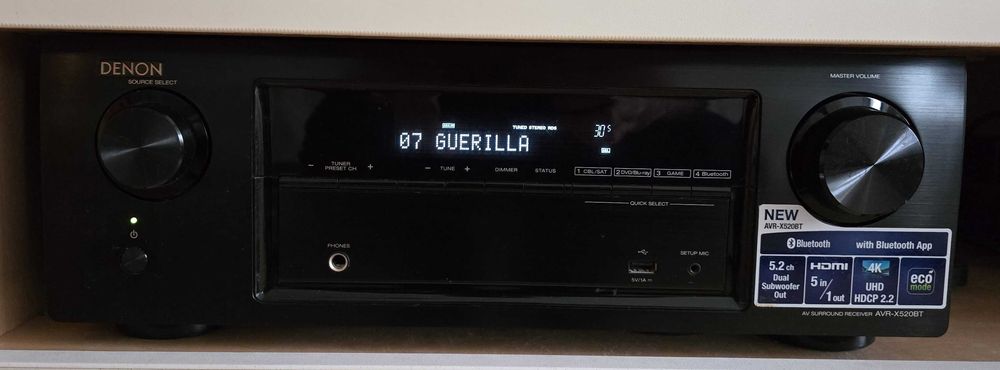 DENON
SOURCE SELECT
MASTER VOLUME
TUNED STEREO RDS
30⁵
07 GUERILLA
− TUNER PRESET CH +
− TUNE +
DIMMER
STATUS
1 CBL/SAT
2 DVD/Blu-ray
3 GAME
4 Bluetooth
QUICK SELECT
PHONES
5V/1A
SETUP MIC
NEW
AVR-X520BT
Bluetooth with Bluetooth App
5.2 ch
Dual
Subwoofer
Out
HDMI
5 in/1 out
4K
UHD
HDCP 2.2
eco
mode
AV SURROUND RECEIVER AVR-X520BT